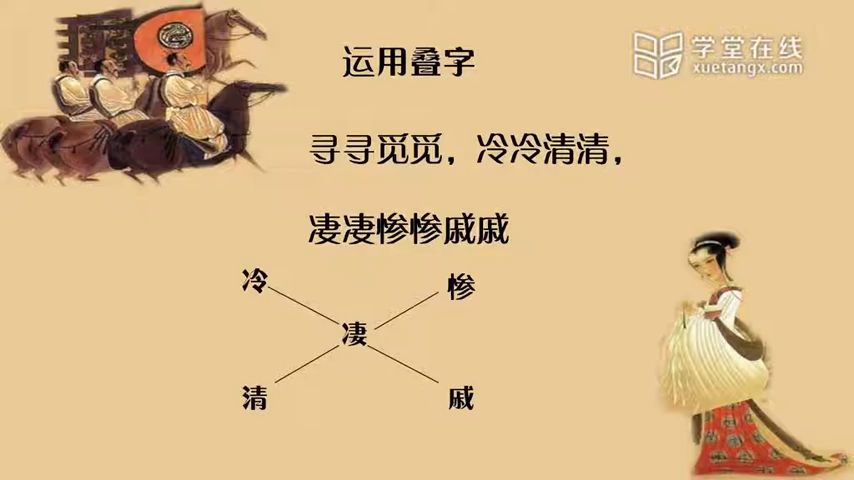 学堂在线
xuetangx.com
运用叠字
寻寻觅觅，冷冷清清，
凄凄惨惨戚戚
冷
惨
凄
清
戚